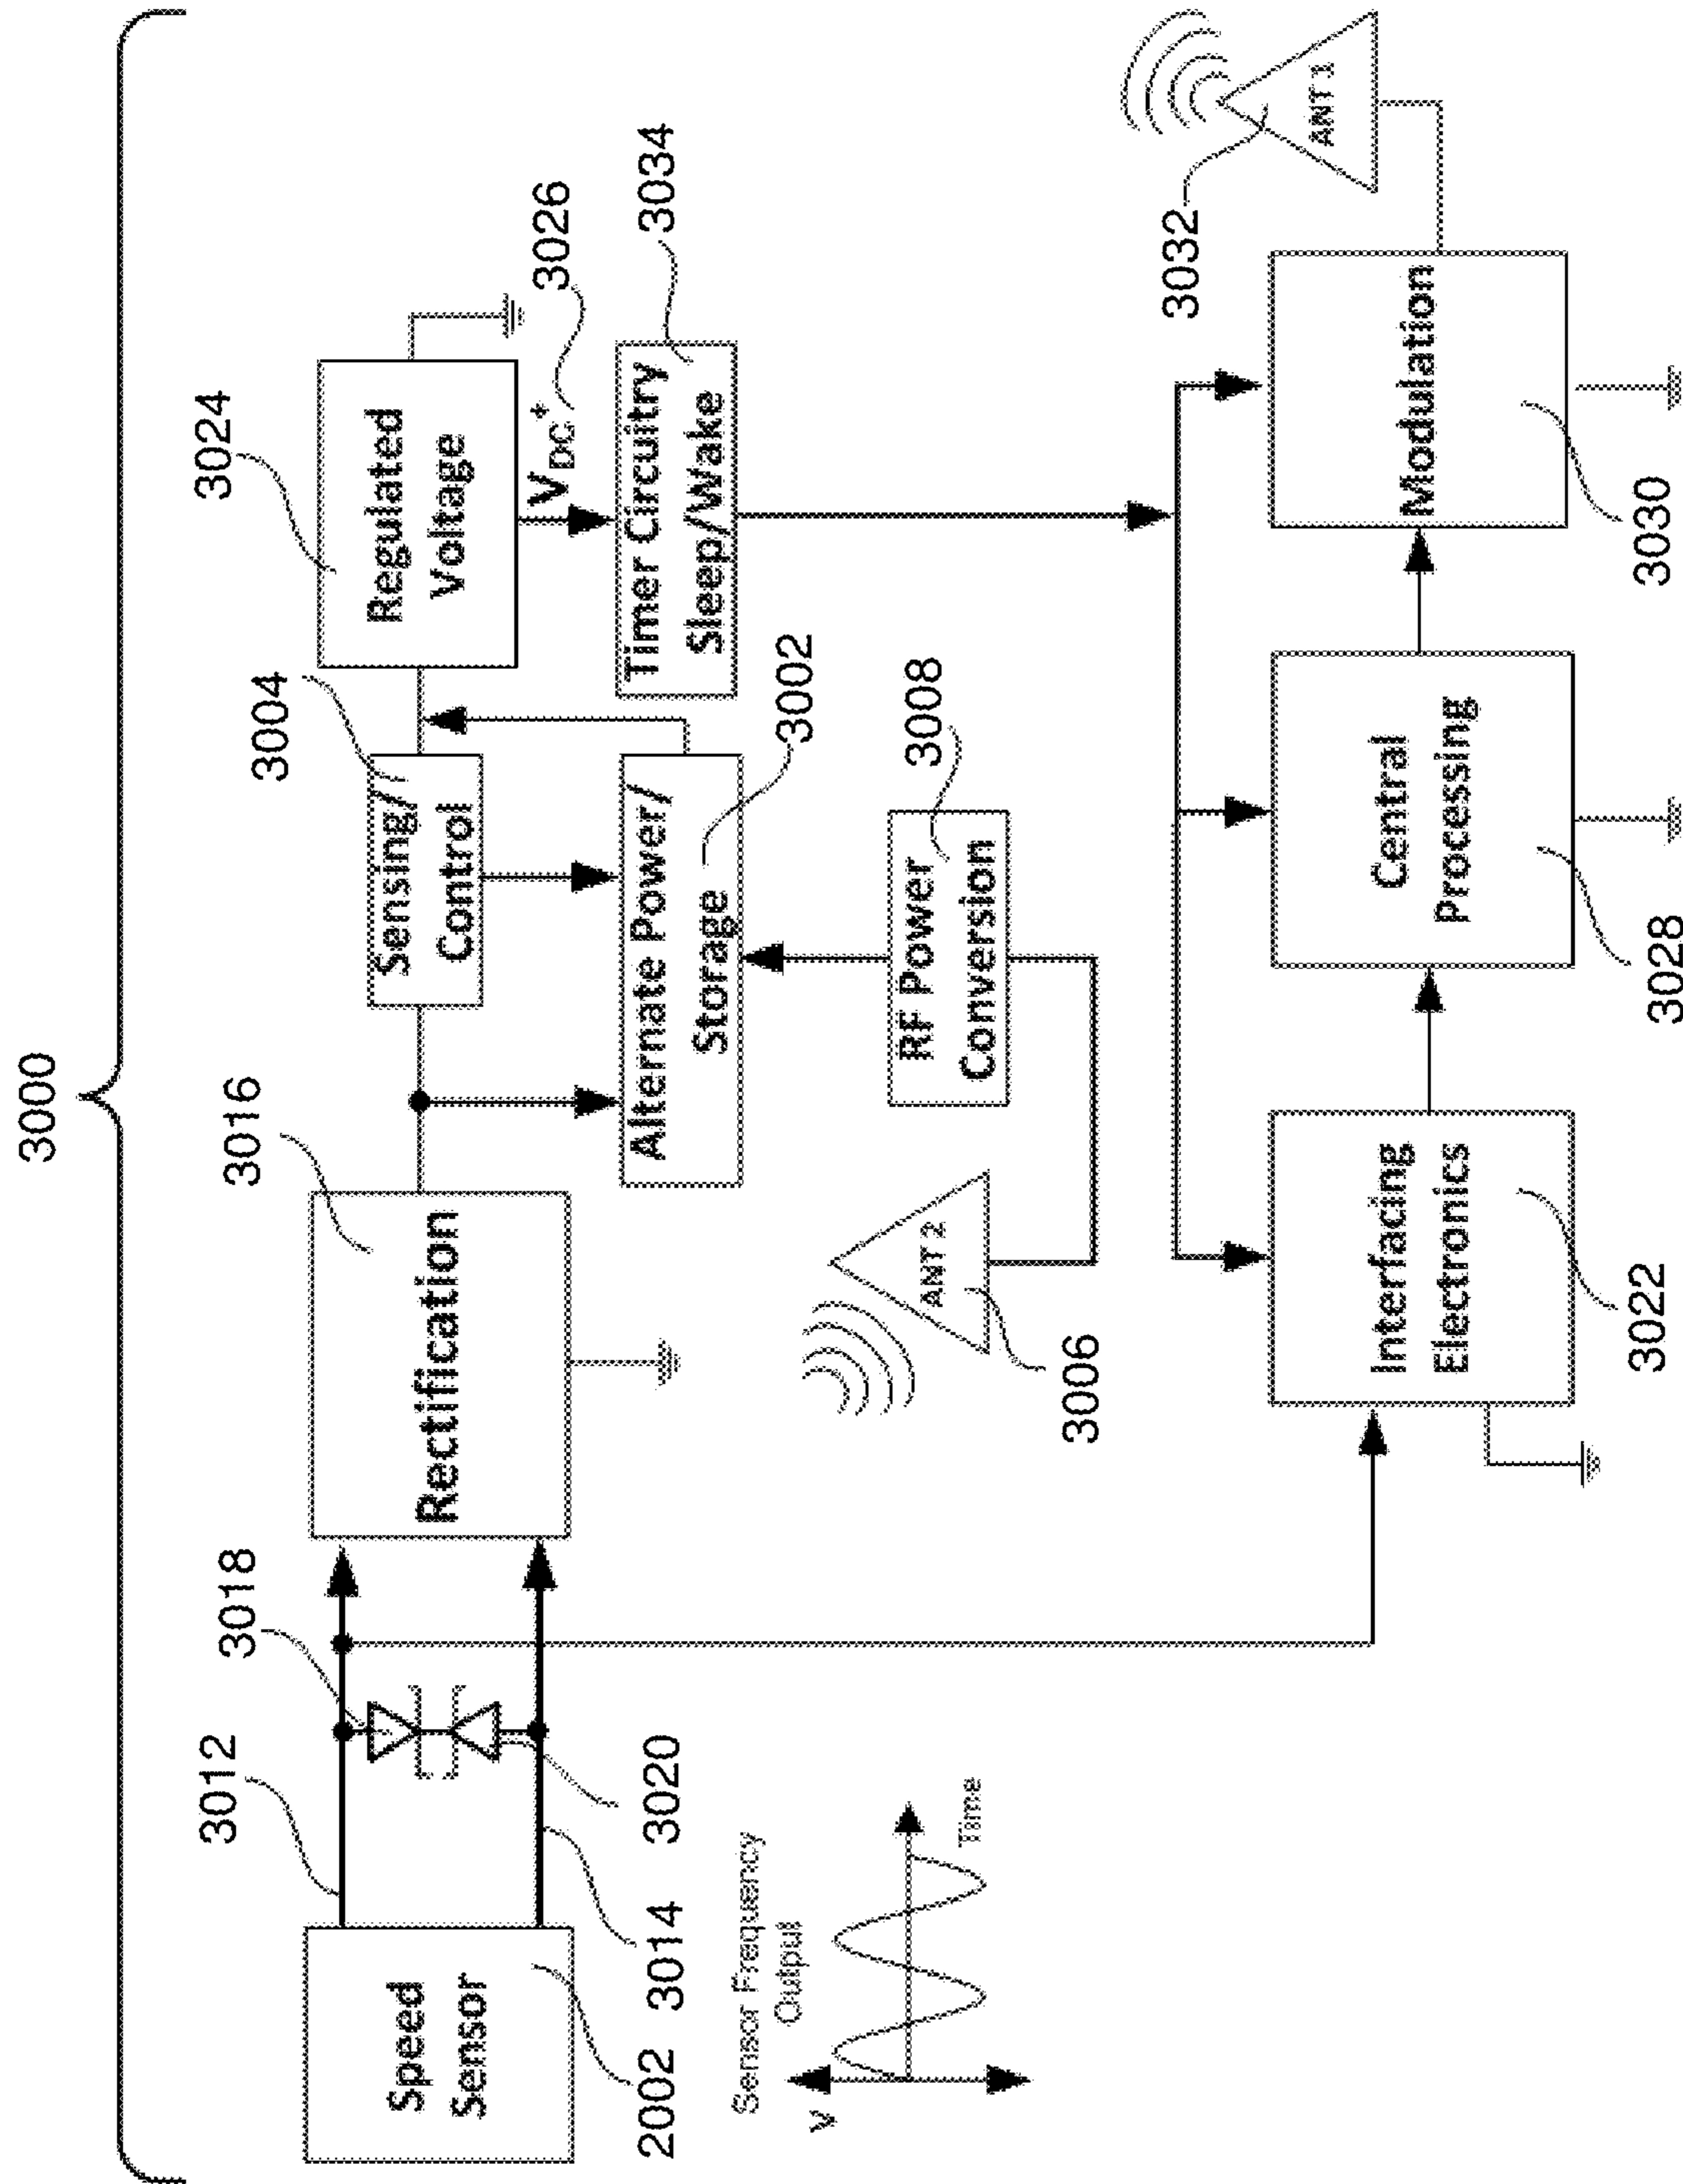 3000
3012
3018
3016
3004
3024
Speed
Sensor
Rectification
Sensing/
Control
Regulated
Voltage
V_DC+
3026
2002
3014
3020
Alternate Power/
Storage
3002
Timer Circuitry
Sleep/Wake
3034
Sensor Frequency
Output
V
Time
ANT 2
3006
RF Power
Conversion
3008
Interfacing
Electronics
3022
Central
Processing
3028
Modulation
3030
3032
ANT 1